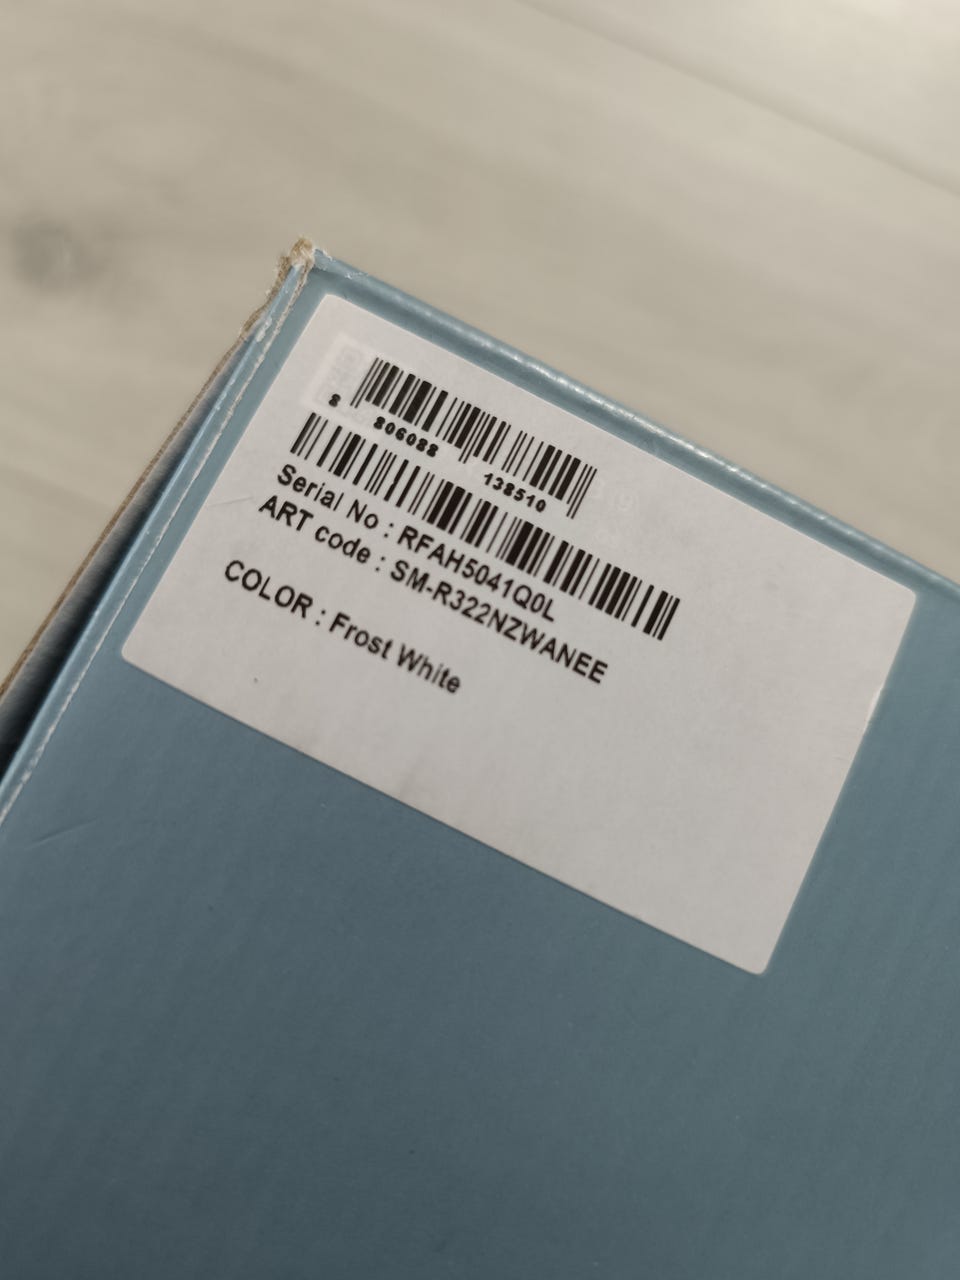 8 806088 138510
Serial No : RFAH5041Q0L
ART code : SM-R322NZWANEE
COLOR : Frost White